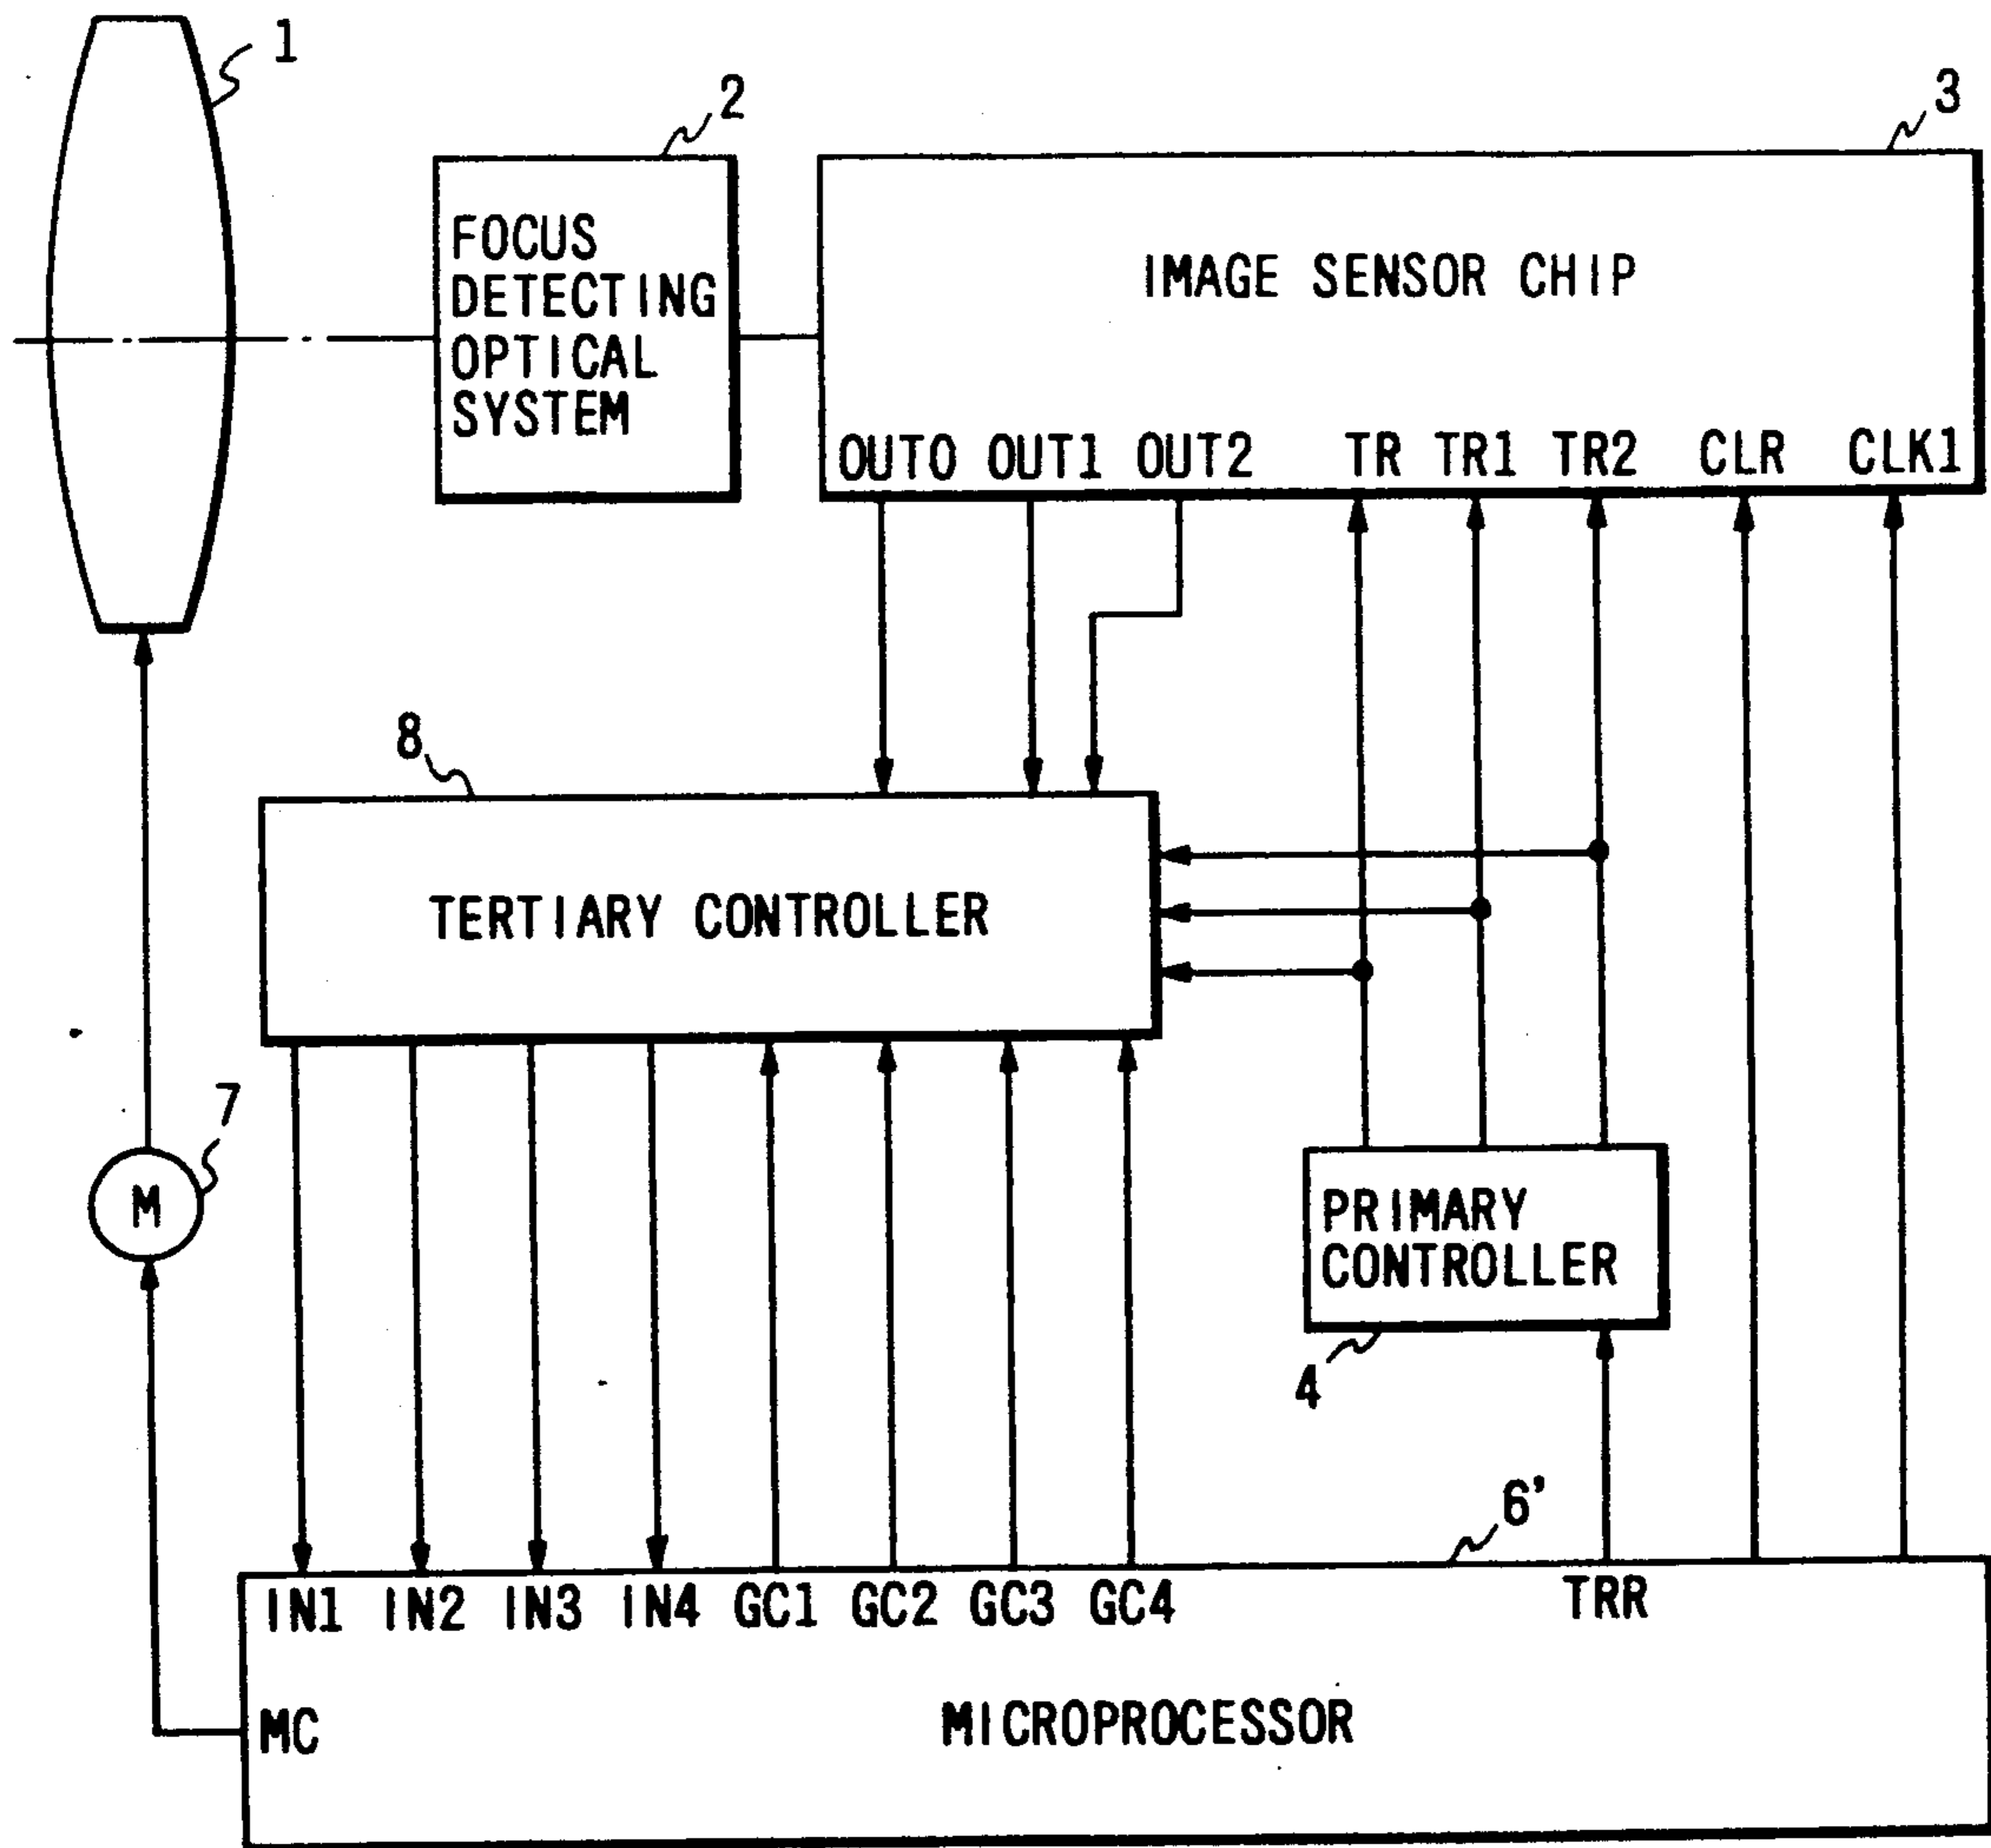 1
2
3
FOCUS
DETECTING
OPTICAL
SYSTEM
IMAGE SENSOR CHIP
OUT0 OUT1 OUT2 TR TR1 TR2 CLR CLK1
8
TERTIARY CONTROLLER
7
M
PRIMARY
CONTROLLER
4
6'
IN1 IN2 IN3 IN4 GC1 GC2 GC3 GC4 TRR
MC
MICROPROCESSOR